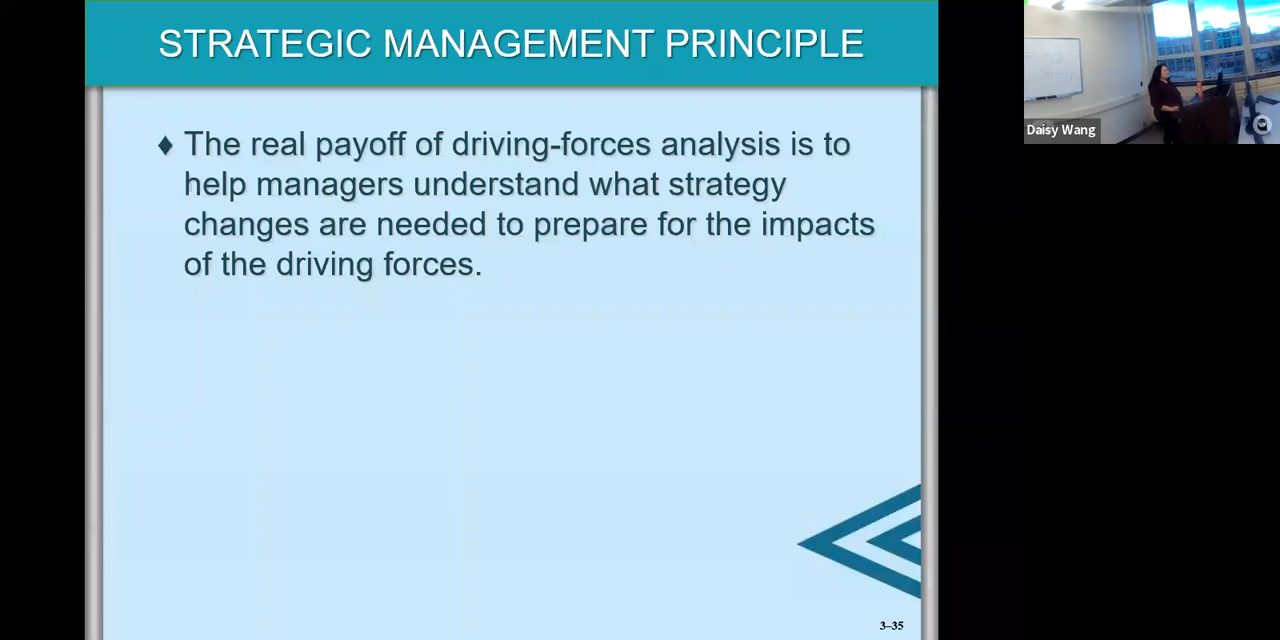 STRATEGIC MANAGEMENT PRINCIPLE
♦ The real payoff of driving-forces analysis is to
help managers understand what strategy
changes are needed to prepare for the impacts
of the driving forces.
3–35
Daisy Wang